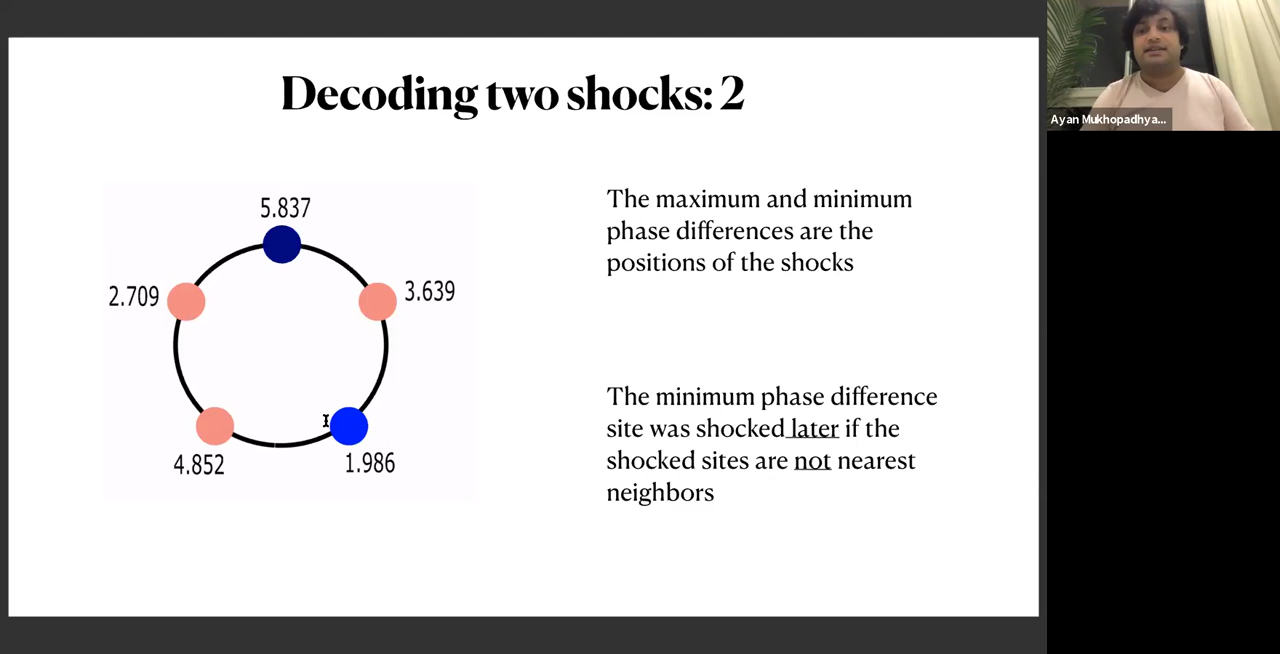 Decoding two shocks: 2
5.837
2.709
3.639
4.852
1.986
The maximum and minimum
phase differences are the
positions of the shocks
The minimum phase difference
site was shocked later if the
shocked sites are not nearest
neighbors
Ayan Mukhopadhya...